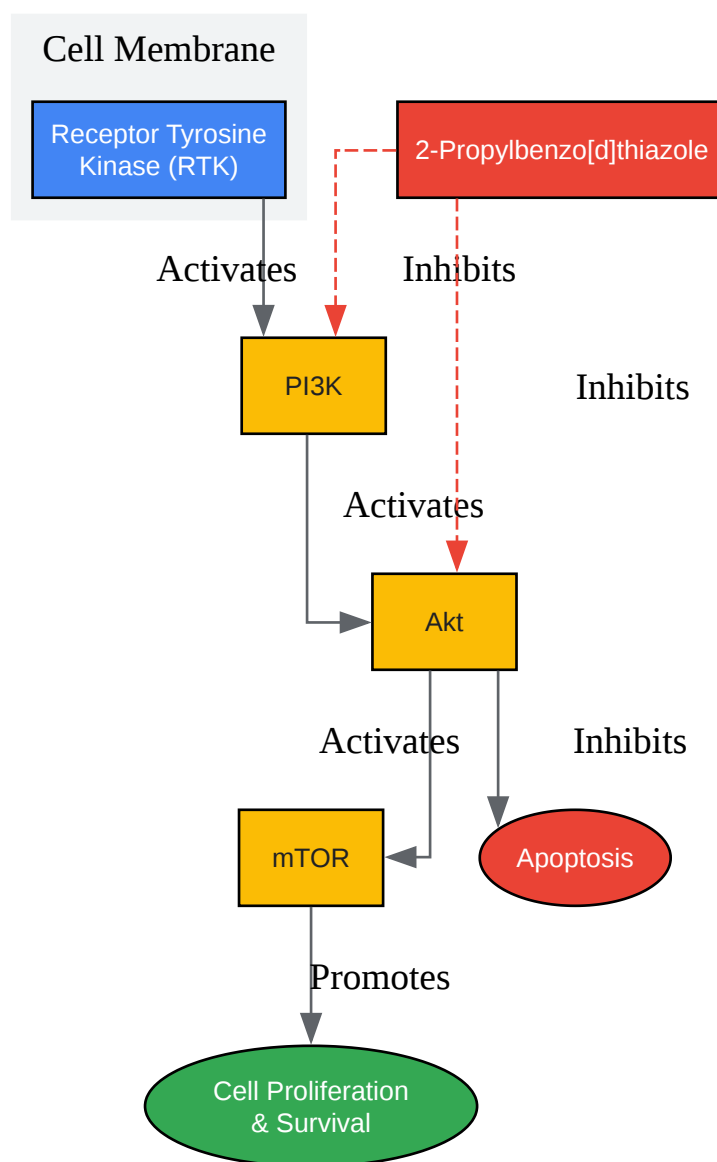 Cell Membrane
Receptor Tyrosine
Kinase (RTK)
2-Propylbenzo[d]thiazole
Activates
Inhibits
PI3K
Inhibits
Activates
Akt
Activates
Inhibits
mTOR
Apoptosis
Promotes
Cell Proliferation
& Survival